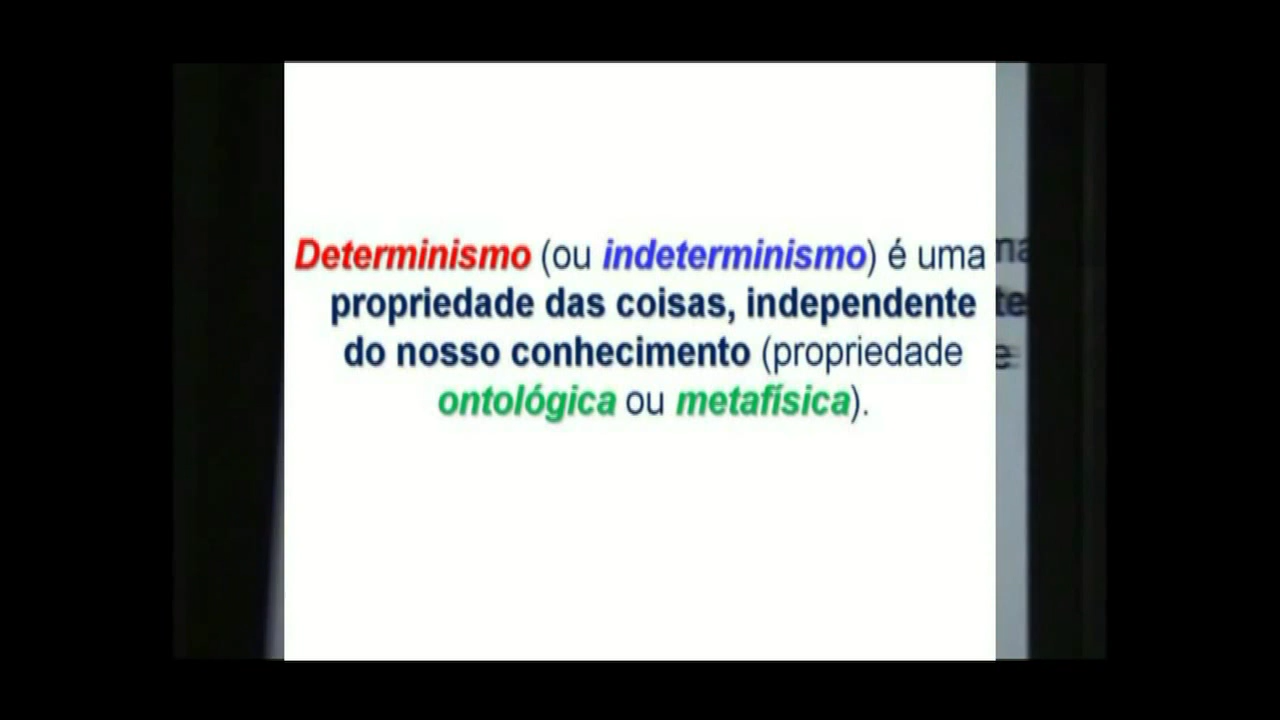 Determinismo (ou indeterminismo) é uma
propriedade das coisas, independente
do nosso conhecimento (propriedade
ontológica ou metafísica).